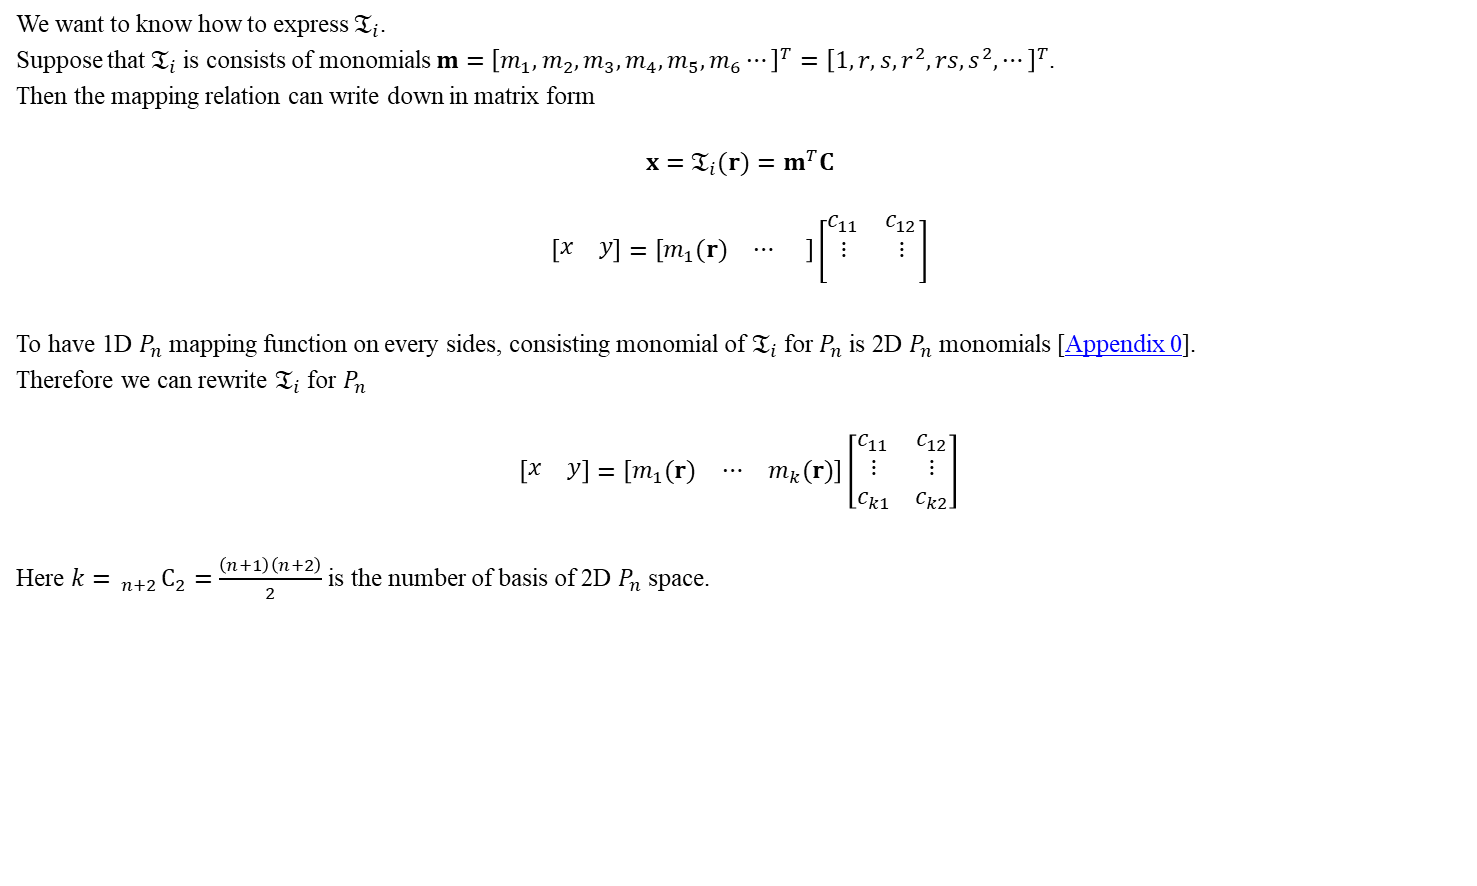 We want to know how to express 𝔗ᵢ.
Suppose that 𝔗ᵢ is consists of monomials 𝐦 = [m₁, m₂, m₃, m₄, m₅, m₆ ⋯]ᵀ = [1, r, s, r², rs, s², ⋯]ᵀ.
Then the mapping relation can write down in matrix form
𝐱 = 𝔗ᵢ(𝐫) = 𝐦ᵀ𝐂
[x y] = [m₁(𝐫) ⋯ ] [c₁₁ c₁₂ ⋮ ⋮]
To have 1D Pₙ mapping function on every sides, consisting monomial of 𝔗ᵢ for Pₙ is 2D Pₙ monomials [Appendix 0].
Therefore we can rewrite 𝔗ᵢ for Pₙ
[x y] = [m₁(𝐫) ⋯ mₖ(𝐫)] [c₁₁ c₁₂ ⋮ ⋮ cₖ₁ cₖ₂]
Here k = ₙ₊₂C₂ = (n+1)(n+2)/2 is the number of basis of 2D Pₙ space.